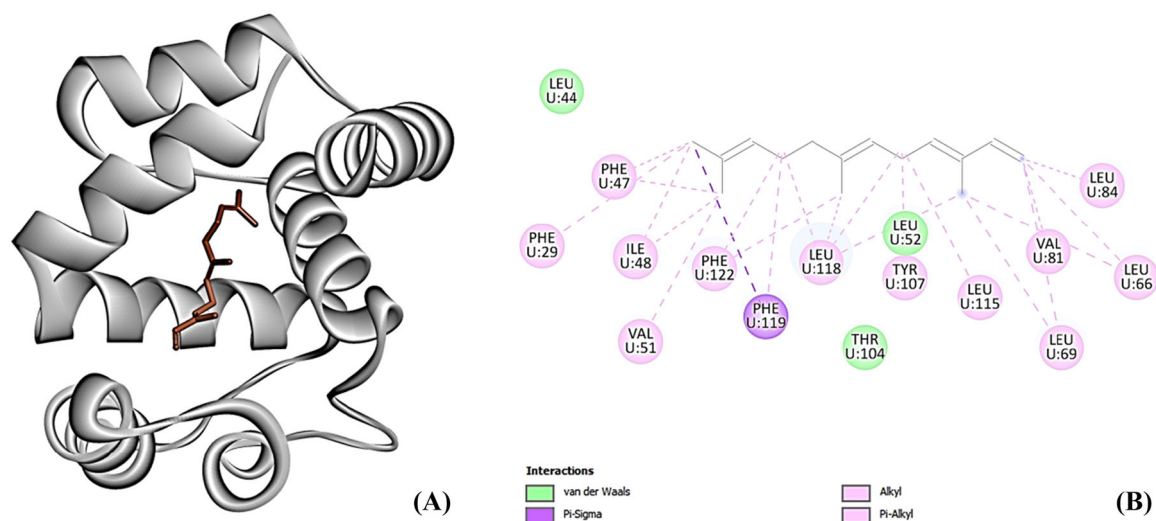 LEU
U:44
PHE
U:47
LEU
U:84
PHE
U:29
ILE
U:48
PHE
U:122
LEU
U:118
LEU
U:52
TYR
U:107
VAL
U:81
LEU
U:66
LEU
U:115
PHE
U:119
VAL
U:51
THR
U:104
LEU
U:69
Interactions
van der Waals
Pi-Sigma
Alkyl
Pi-Alkyl
(A)
(B)